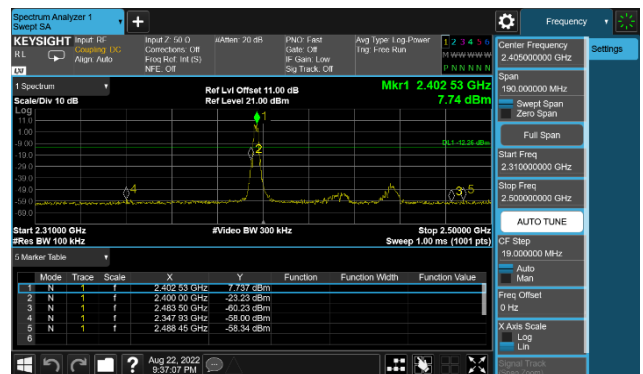 Spectrum Analyzer 1
Swept SA
Frequency
KEYSIGHT
RL
Input: RF
Coupling: DC
Align: Auto
Input Z: 50 Ω
Corrections: Off
Freq Ref: Int (S)
NFE: Off
#Atten: 20 dB
PNO: Fast
Gate: Off
IF Gain: Low
Sig Track: Off
Avg Type: Log-Power
Trig: Free Run
1 2 3 4 5 6
M W W W W W
P N N N N N
Center Frequency
2.405000000 GHz
Settings
1 Spectrum
Scale/Div 10 dB
Ref Lvl Offset 11.00 dB
Ref Level 21.00 dBm
Mkr1 2.402 53 GHz
7.74 dBm
Span
190.000000 MHz
Swept Span
Zero Span
Full Span
Log
11.0
1.00
-9.00
-19.0
-29.0
-39.0
-49.0
-59.0
-69.0
1
2
4
3
5
DL1 -12.26 dBm
Start Freq
2.310000000 GHz
Stop Freq
2.500000000 GHz
AUTO TUNE
Start 2.31000 GHz
#Res BW 100 kHz
#Video BW 300 kHz
Stop 2.50000 GHz
Sweep 1.00 ms (1001 pts)
CF Step
19.000000 MHz
Auto
Man
5 Marker Table
Mode Trace Scale X Y Function Function Width Function Value
1 N 1 f 2.402 53 GHz 7.737 dBm
2 N 1 f 2.400 00 GHz -23.23 dBm
3 N 1 f 2.483 50 GHz -60.23 dBm
4 N 1 f 2.347 93 GHz -58.00 dBm
5 N 1 f 2.488 45 GHz -58.34 dBm
6
Freq Offset
0 Hz
X Axis Scale
Log
Lin
Signal Track
(Span Zoom)
?
Aug 22, 2022
9:37:07 PM